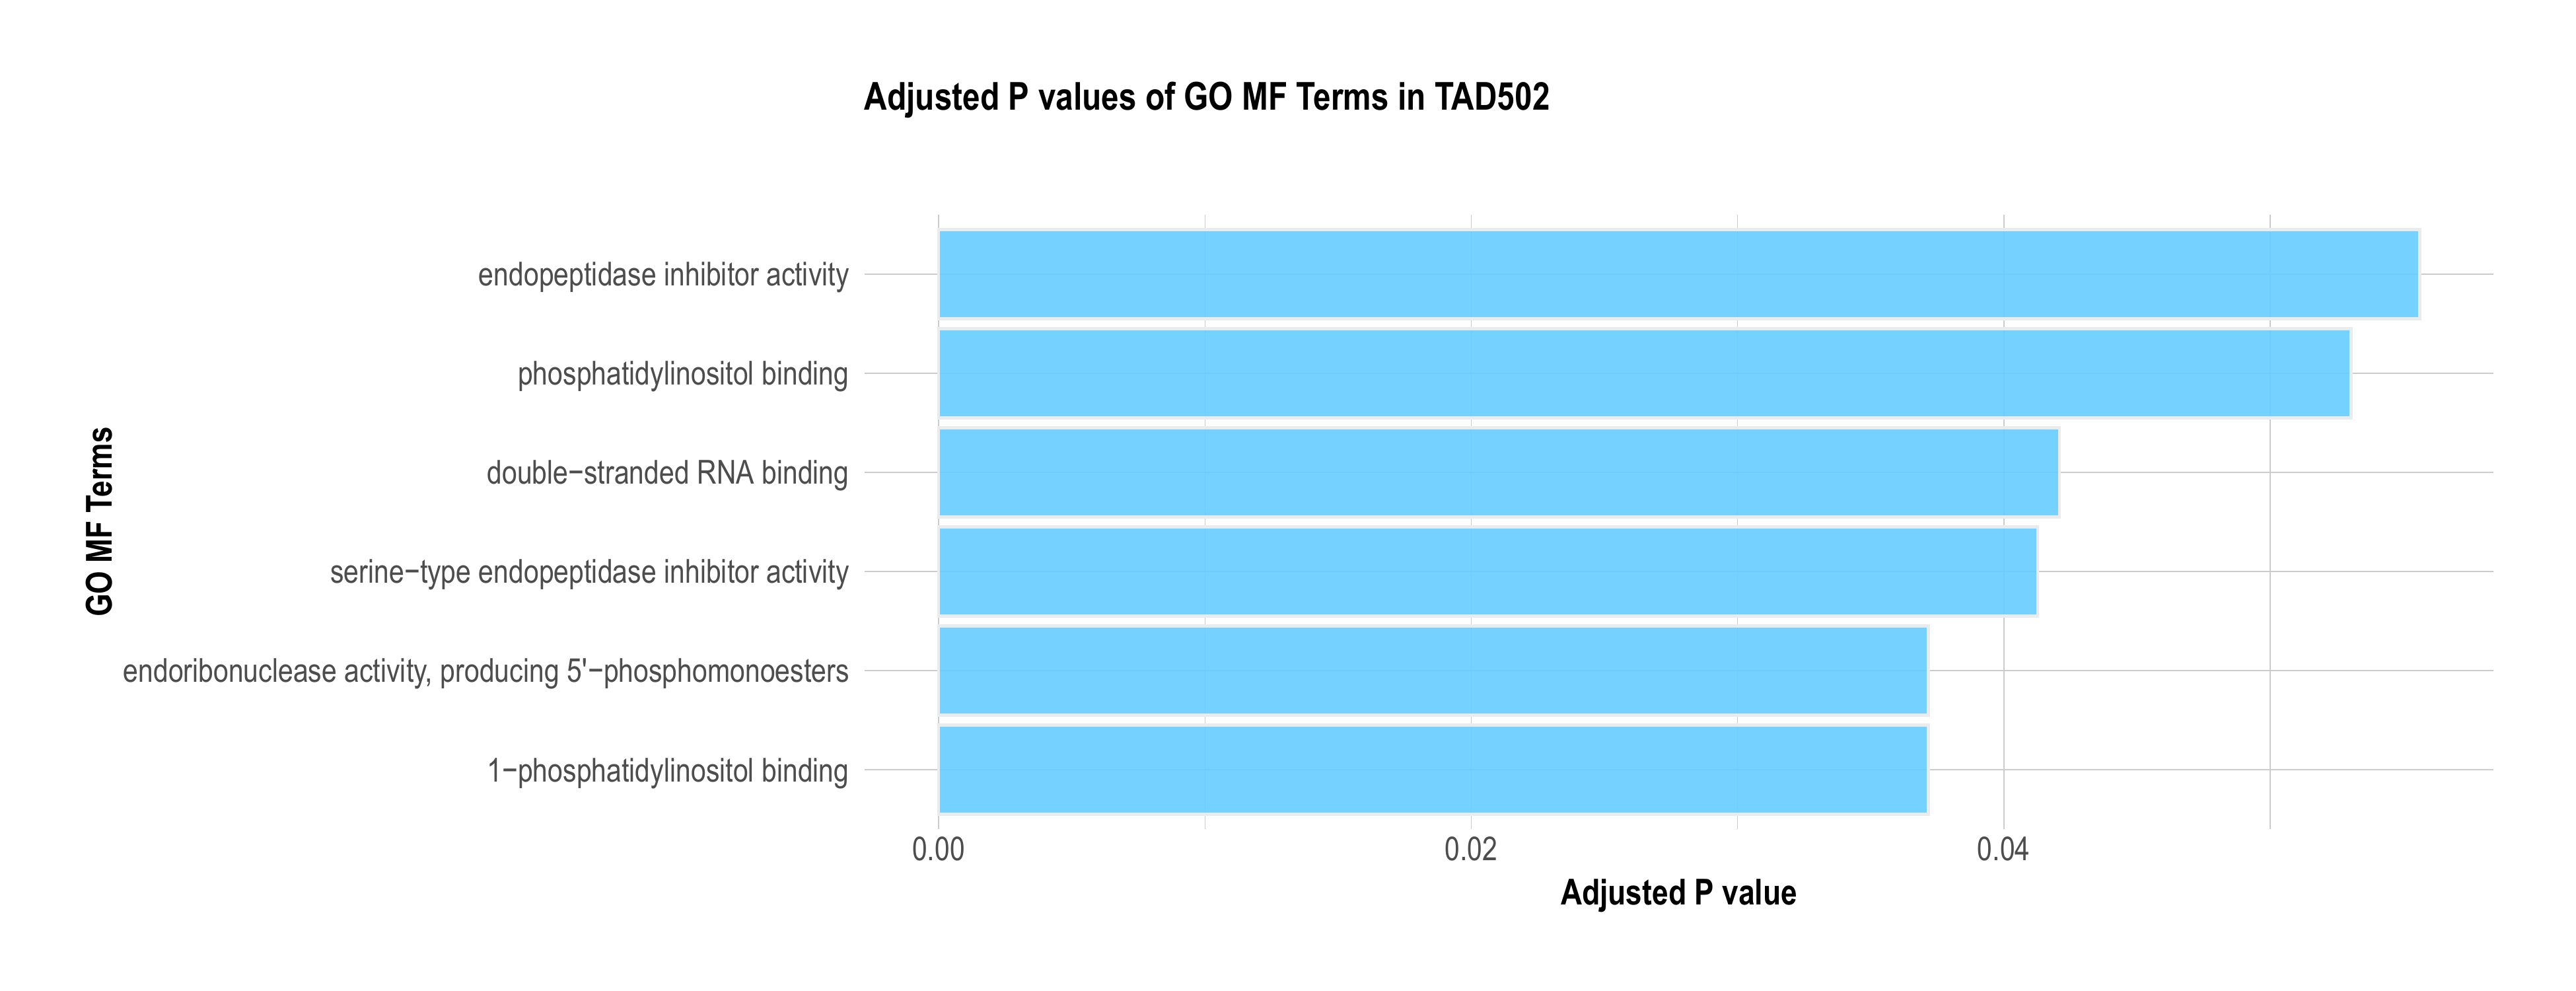 Adjusted P values of GO MF Terms in TAD502
GO MF Terms
endopeptidase inhibitor activity
phosphatidylinositol binding
double−stranded RNA binding
serine−type endopeptidase inhibitor activity
endoribonuclease activity, producing 5'−phosphomonoesters
1−phosphatidylinositol binding
0.00 0.02 0.04
Adjusted P value